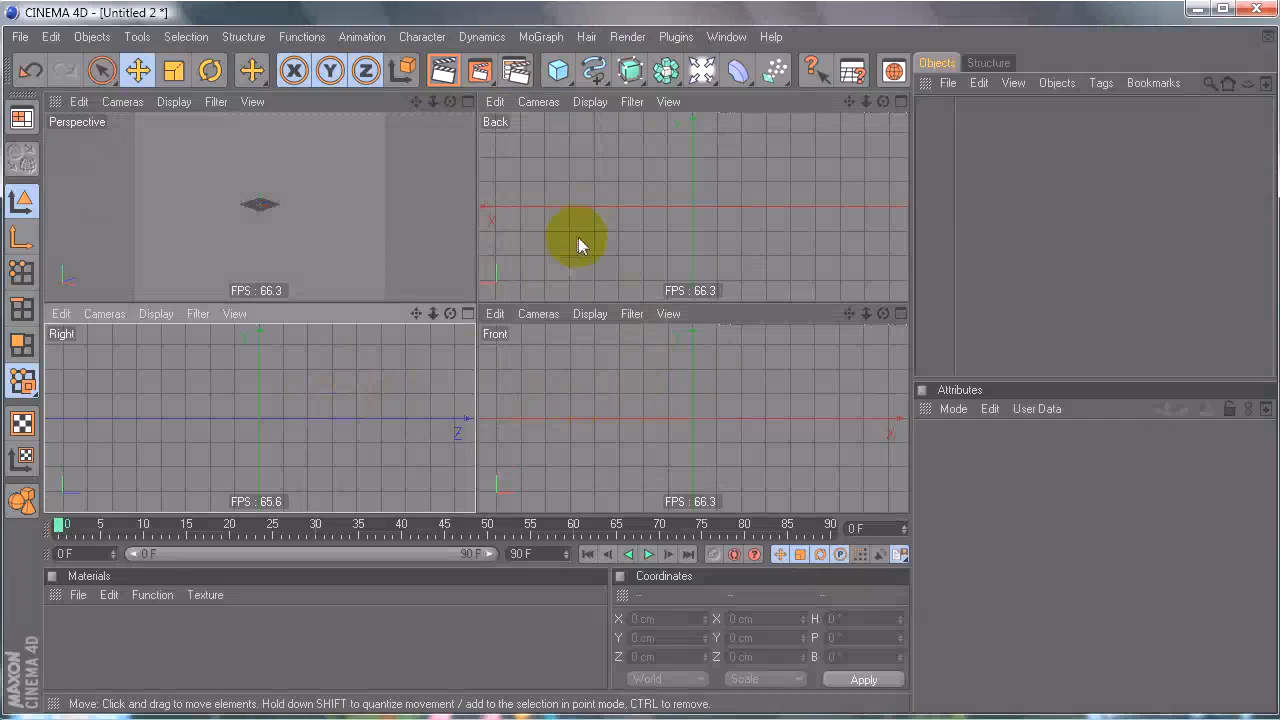 CINEMA 4D - [Untitled 2 *]
File Edit Objects Tools Selection Structure Functions Animation Character Dynamics MoGraph Hair Render Plugins Window Help
X Y Z
Objects Structure
File Edit View Objects Tags Bookmarks
Edit Cameras Display Filter View
Perspective
FPS : 66.3
Edit Cameras Display Filter View
Back
Y
X
FPS : 66.3
Edit Cameras Display Filter View
Right
Y
Z
FPS : 65.6
Edit Cameras Display Filter View
Front
Y
X
FPS : 66.3
Attributes
Mode Edit User Data
0 5 10 15 20 25 30 35 40 45 50 55 60 65 70 75 80 85 90 0 F
0 F 0 F 90 F 90 F
Materials
File Edit Function Texture
Coordinates
-- -- --
X 0 cm X 0 cm H 0 °
Y 0 cm Y 0 cm P 0 °
Z 0 cm Z 0 cm B 0 °
World Scale Apply
MAXON
CINEMA 4D
Move: Click and drag to move elements. Hold down SHIFT to quantize movement / add to the selection in point mode, CTRL to remove.